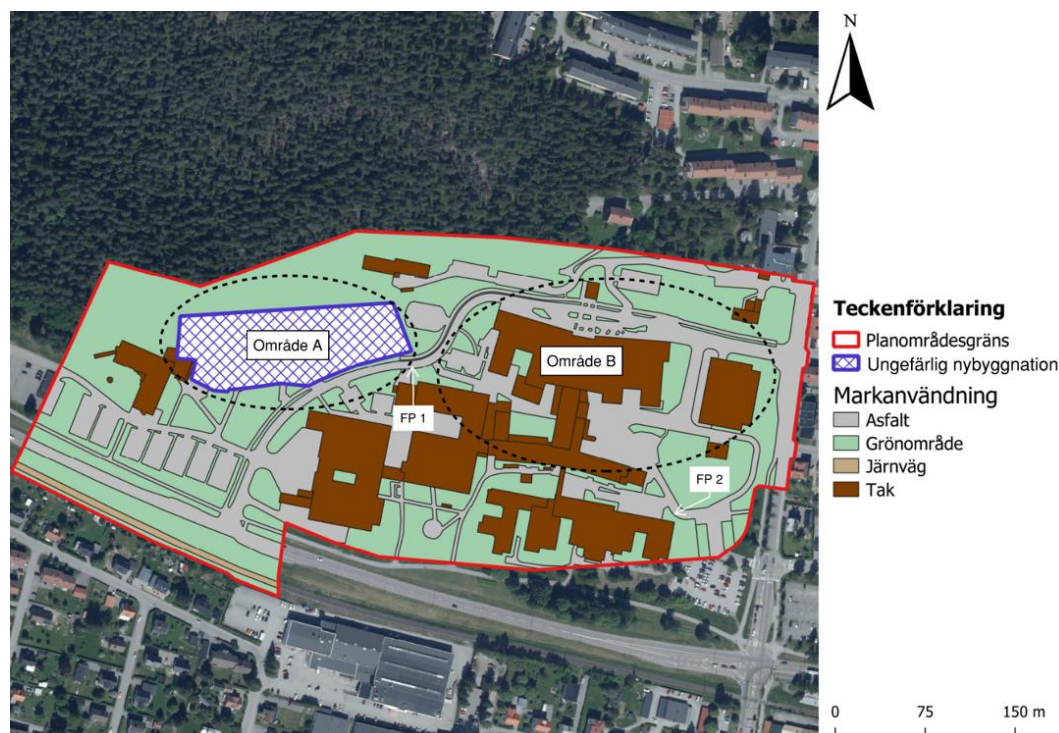 N
Område A
Område B
FP 1
FP 2
Teckenförklaring
Planområdesgräns
Ungefärlig nybyggnation
Markanvändning
Asfalt
Grönområde
Järnväg
Tak
0 75 150 m